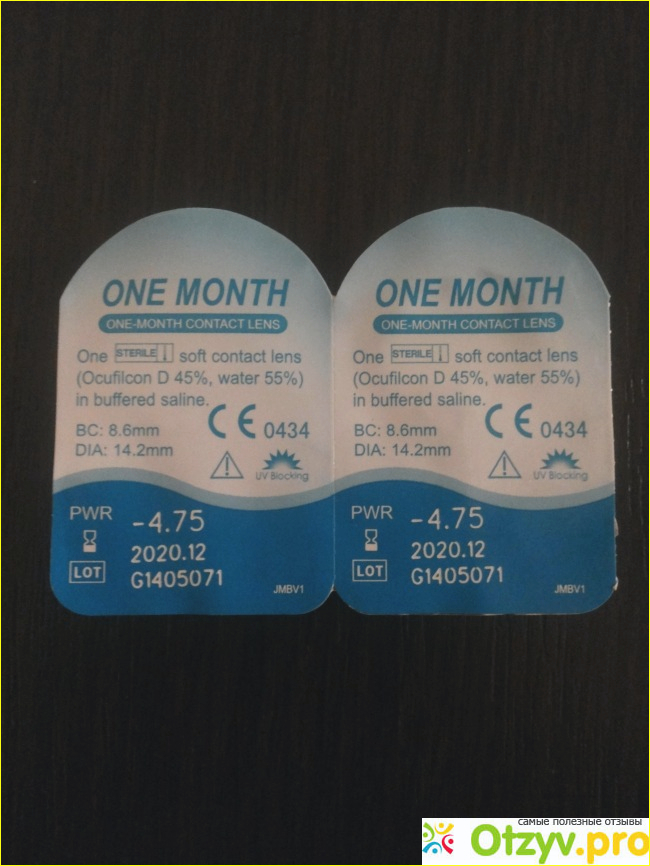 ONE MONTH
ONE-MONTH CONTACT LENS
One STERILE soft contact lens
(Ocufilcon D 45%, water 55%)
in buffered saline.
BC: 8.6mm
DIA: 14.2mm
CE 0434
UV Blocking
PWR -4.75
2020.12
LOT G1405071
JMBV1
ONE MONTH
ONE-MONTH CONTACT LENS
One STERILE soft contact lens
(Ocufilcon D 45%, water 55%)
in buffered saline.
BC: 8.6mm
DIA: 14.2mm
CE 0434
UV Blocking
PWR -4.75
2020.12
LOT G1405071
JMBV1
самые полезные отзывы
Otzyv.pro